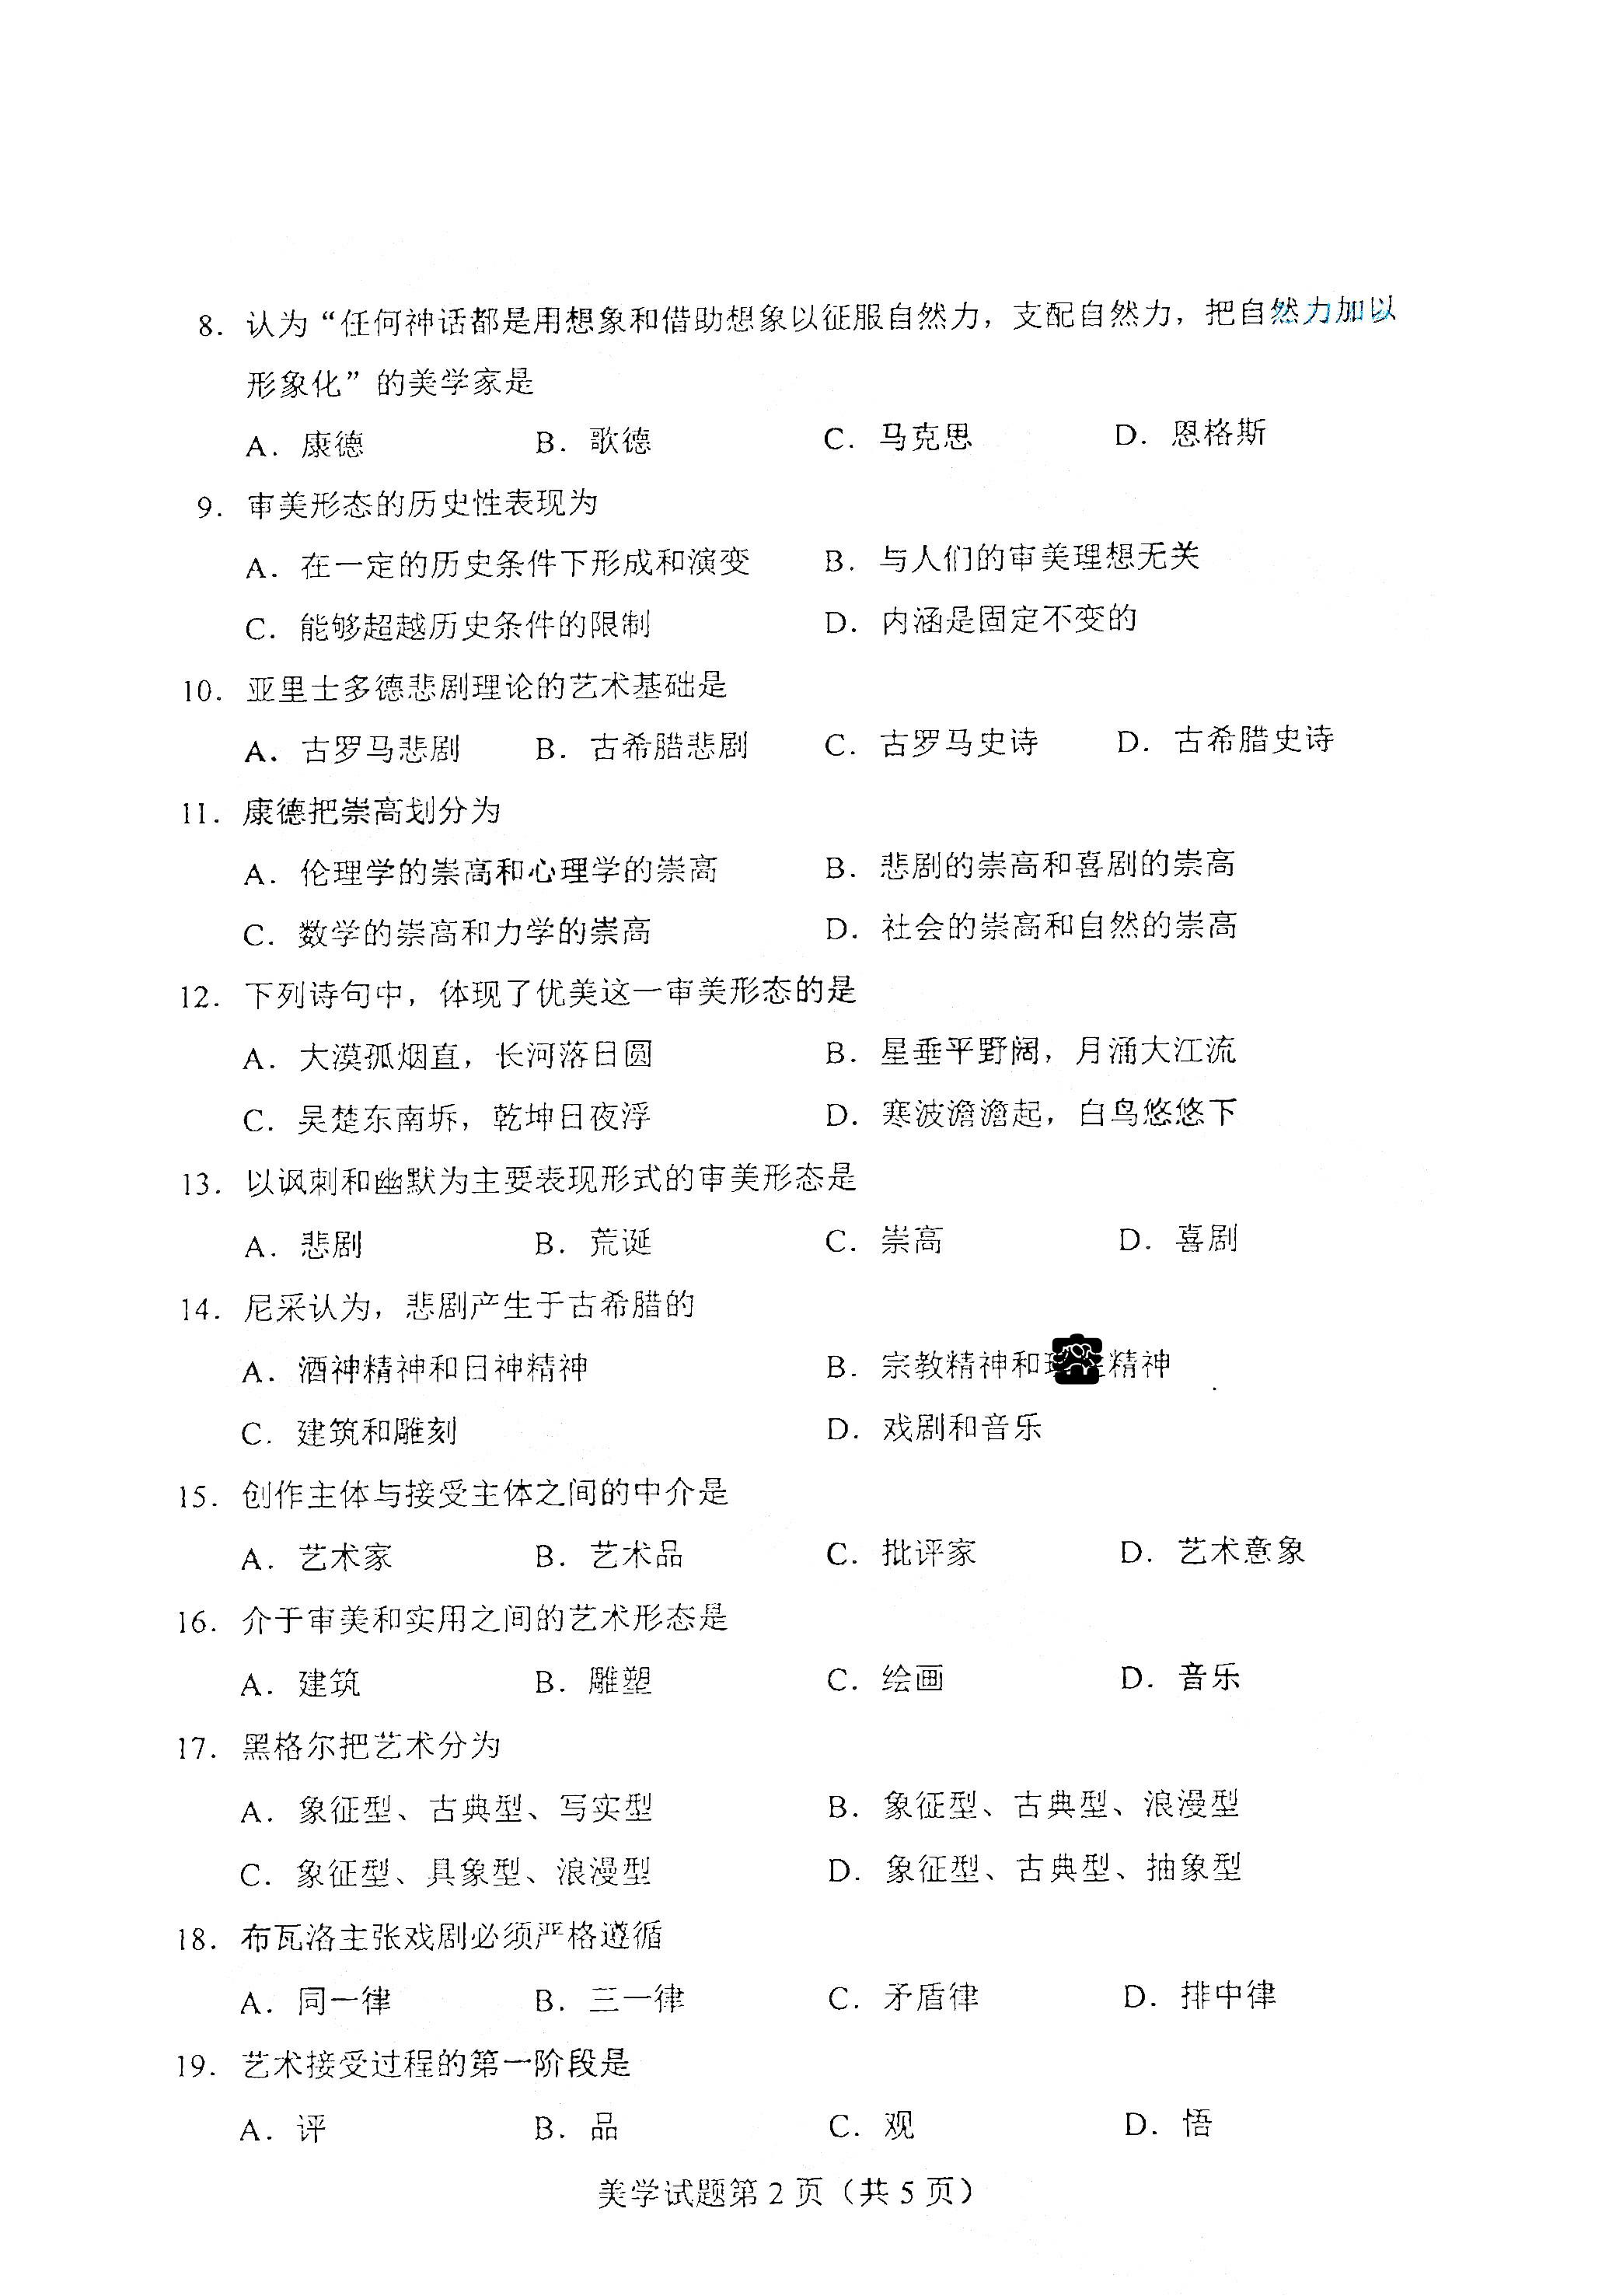 8. 认为“任何神话都是用想象和借助想象以征服自然力，支配自然力，把自然力加以
形象化”的美学家是
A. 康德 B. 歌德 C. 马克思 D. 恩格斯
9. 审美形态的历史性表现为
A. 在一定的历史条件下形成和演变 B. 与人们的审美理想无关
C. 能够超越历史条件的限制 D. 内涵是固定不变的
10. 亚里士多德悲剧理论的艺术基础是
A. 古罗马悲剧 B. 古希腊悲剧 C. 古罗马史诗 D. 古希腊史诗
11. 康德把崇高划分为
A. 伦理学的崇高和心理学的崇高 B. 悲剧的崇高和喜剧的崇高
C. 数学的崇高和力学的崇高 D. 社会的崇高和自然的崇高
12. 下列诗句中，体现了优美这一审美形态的是
A. 大漠孤烟直，长河落日圆 B. 星垂平野阔，月涌大江流
C. 吴楚东南坼，乾坤日夜浮 D. 寒波澹澹起，白鸟悠悠下
13. 以讽刺和幽默为主要表现形式的审美形态是
A. 悲剧 B. 荒诞 C. 崇高 D. 喜剧
14. 尼采认为，悲剧产生于古希腊的
A. 酒神精神和日神精神 B. 宗教精神和精神
C. 建筑和雕刻 D. 戏剧和音乐
15. 创作主体与接受主体之间的中介是
A. 艺术家 B. 艺术品 C. 批评家 D. 艺术意象
16. 介于审美和实用之间的艺术形态是
A. 建筑 B. 雕塑 C. 绘画 D. 音乐
17. 黑格尔把艺术分为
A. 象征型、古典型、写实型 B. 象征型、古典型、浪漫型
C. 象征型、具象型、浪漫型 D. 象征型、古典型、抽象型
18. 布瓦洛主张戏剧必须严格遵循
A. 同一律 B. 三一律 C. 矛盾律 D. 排中律
19. 艺术接受过程的第一阶段是
A. 评 B. 品 C. 观 D. 悟
美学试题第 2 页（共 5 页）